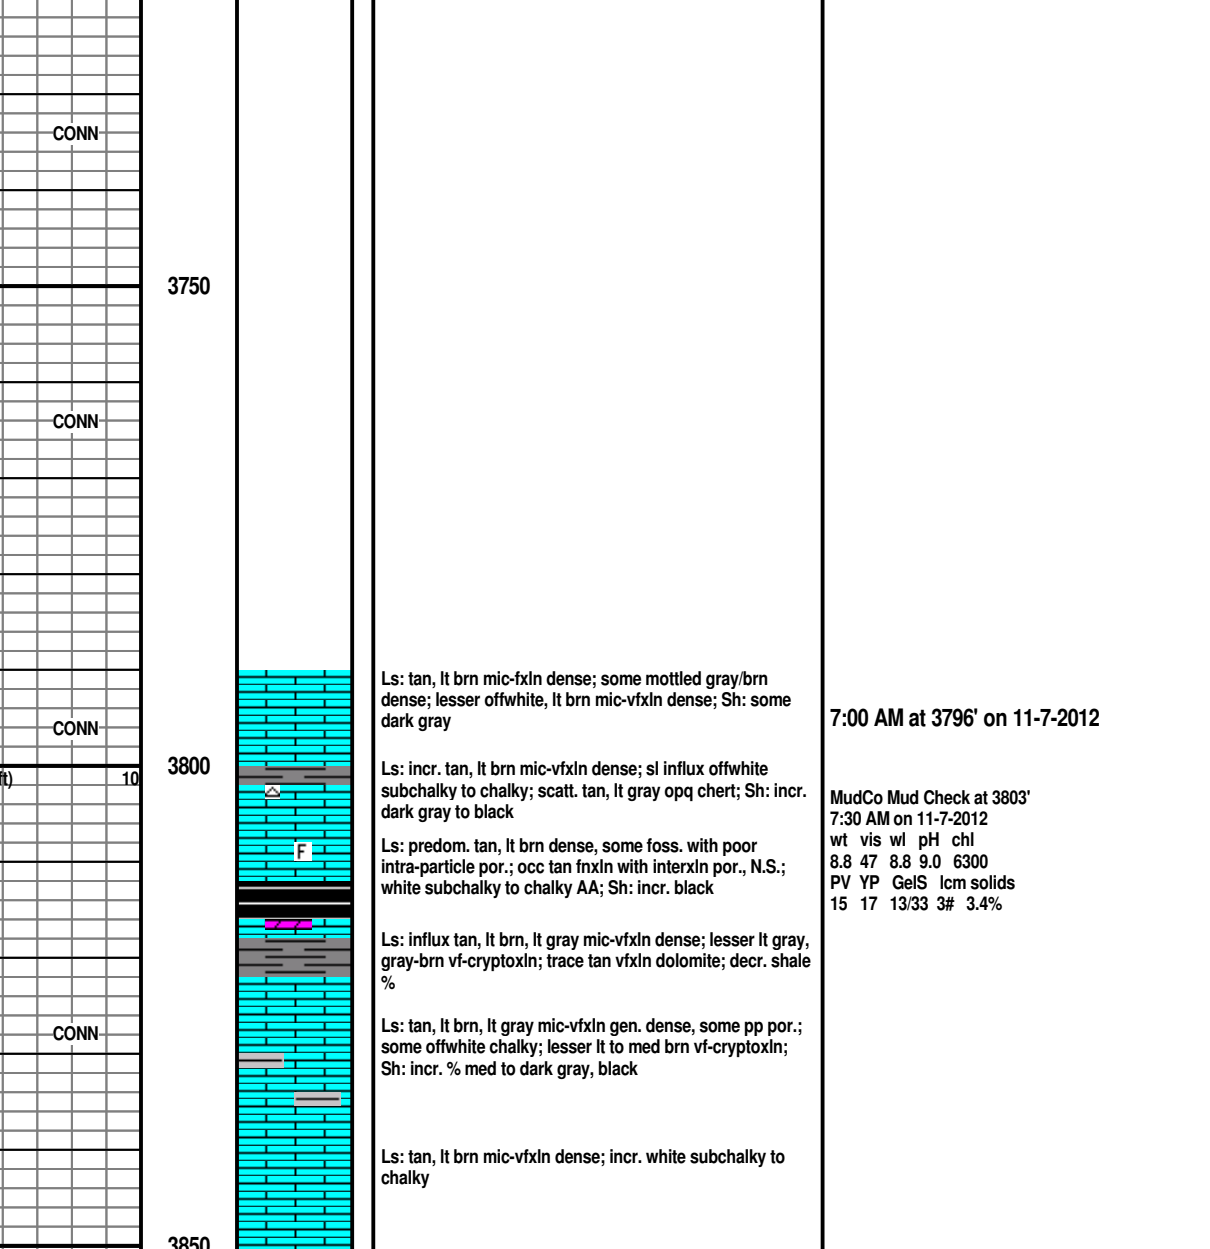 CONN
3750
CONN
Ls: tan, lt brn mic-fxln dense; some mottled gray/brn
dense; lesser offwhite, lt brn mic-vfxln dense; Sh: some
dark gray
7:00 AM at 3796' on 11-7-2012
CONN
3800
ft) 10
Ls: incr. tan, lt brn mic-vfxln dense; sl influx offwhite
subchalky to chalky; scatt. tan, lt gray opq chert; Sh: incr.
dark gray to black
MudCo Mud Check at 3803'
7:30 AM on 11-7-2012
wt vis wl pH chl
8.8 47 8.8 9.0 6300
PV YP GelS lcm solids
15 17 13/33 3# 3.4%
F
Ls: predom. tan, lt brn dense, some foss. with poor
intra-particle por.; occ tan fnxln with interxln por., N.S.;
white subchalky to chalky AA; Sh: incr. black
Ls: influx tan, lt brn, lt gray mic-vfxln dense; lesser lt gray,
gray-brn vf-cryptoxln; trace tan vfxln dolomite; decr. shale
%
CONN
Ls: tan, lt brn, lt gray mic-vfxln gen. dense, some pp por.;
some offwhite chalky; lesser lt to med brn vf-cryptoxln;
Sh: incr. % med to dark gray, black
Ls: tan, lt brn mic-vfxln dense; incr. white subchalky to
chalky
3850